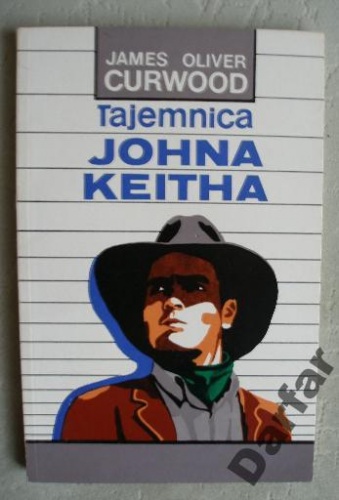 JAMES OLIVER
CURWOOD
Tajemnica
JOHNA
KEITHA
Darfar